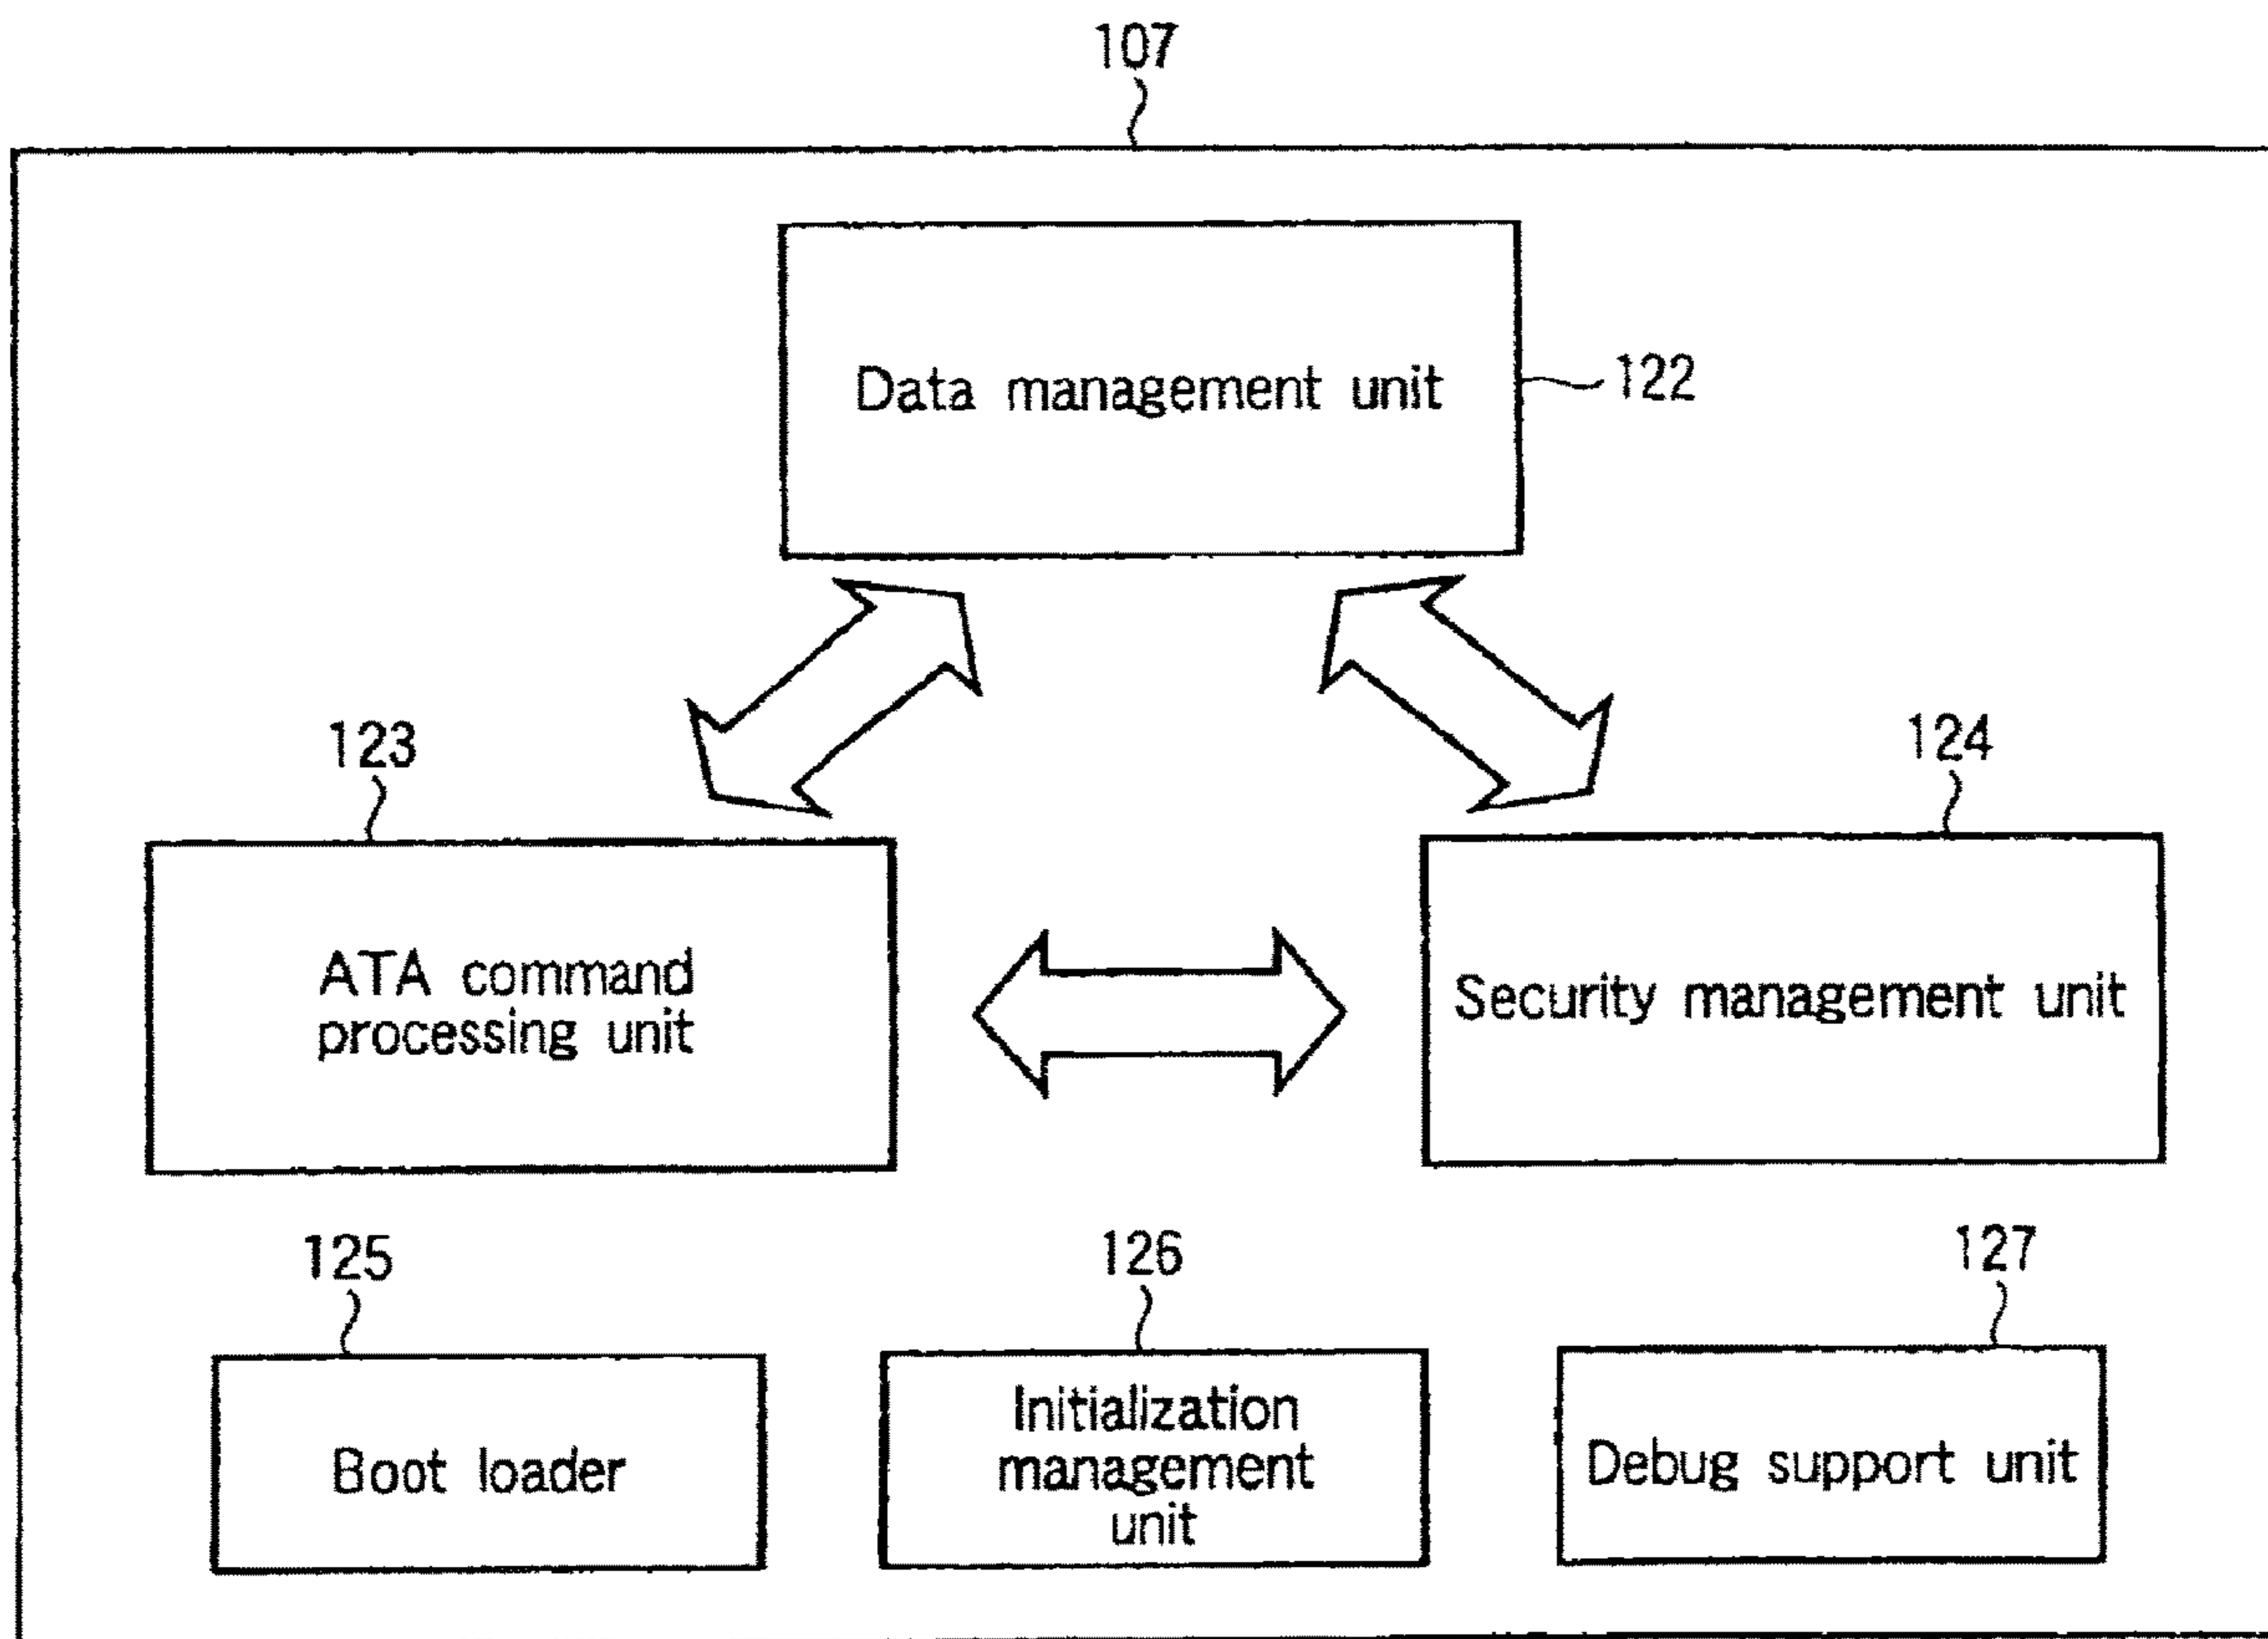 107
Data management unit
122
123
124
ATA command
processing unit
Security management unit
125
126
127
Boot loader
Initialization
management
unit
Debug support unit